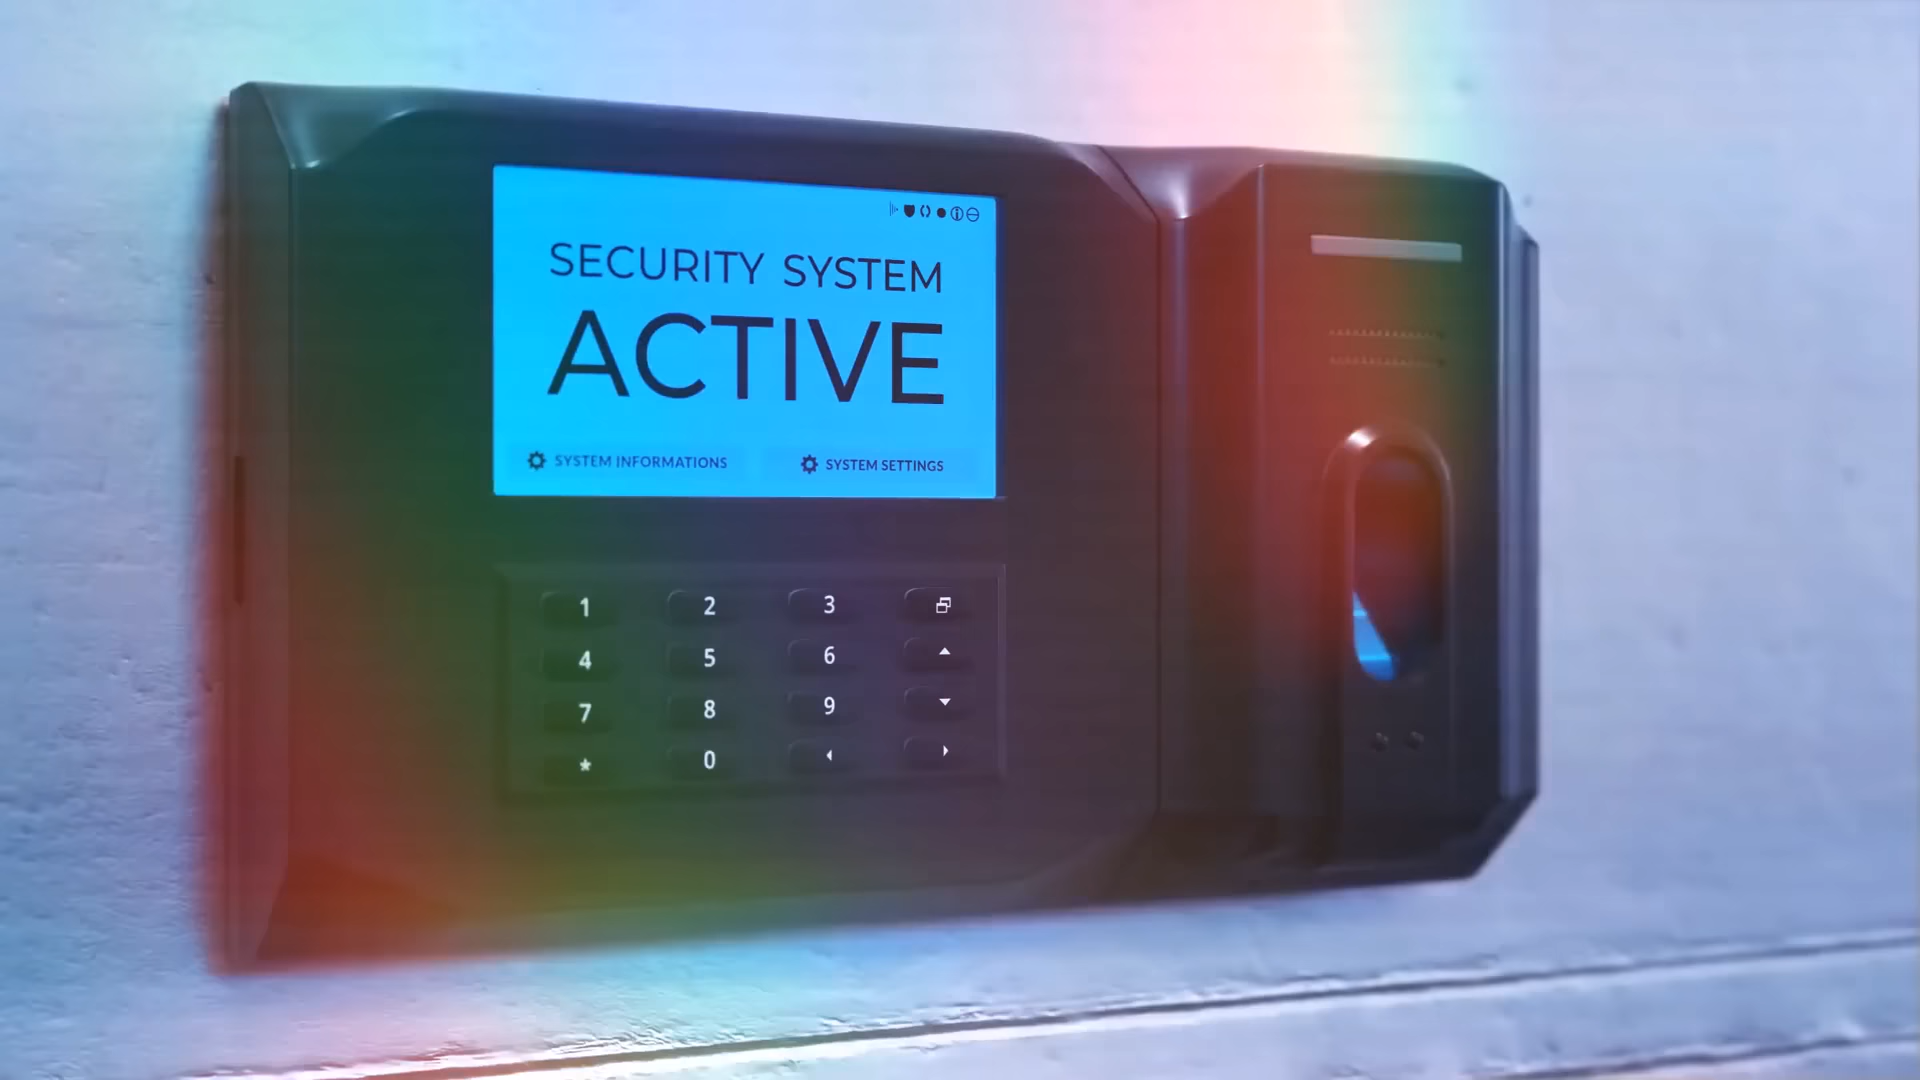 SECURITY SYSTEM
ACTIVE
SYSTEM INFORMATIONS SYSTEM SETTINGS
1 2 3
4 5 6
7 8 9
* 0